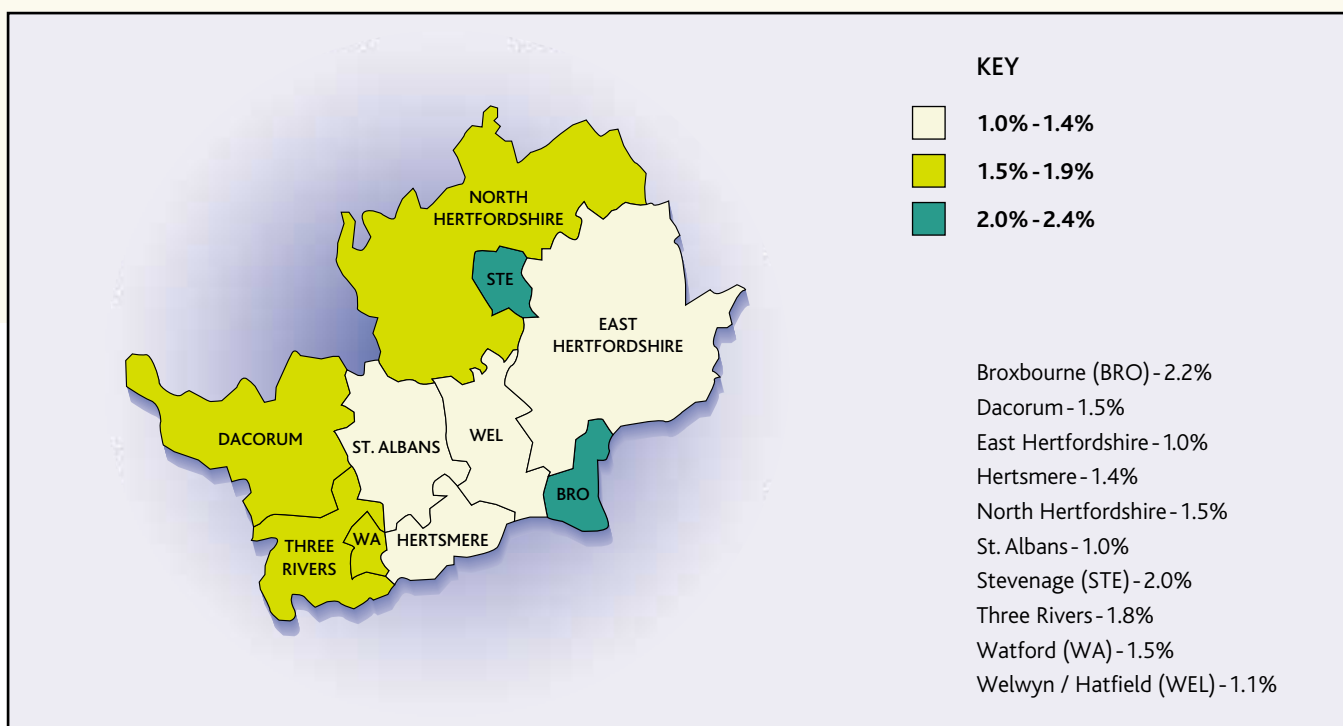 KEY
1.0% - 1.4%
1.5% - 1.9%
2.0% - 2.4%
NORTH
HERTFORDSHIRE
STE
EAST
HERTFORDSHIRE
DACORUM
ST. ALBANS
WEL
BRO
THREE
RIVERS
WA
HERTSMERE
Broxbourne (BRO) - 2.2%
Dacorum - 1.5%
East Hertfordshire - 1.0%
Hertsmere - 1.4%
North Hertfordshire - 1.5%
St. Albans - 1.0%
Stevenage (STE) - 2.0%
Three Rivers - 1.8%
Watford (WA) - 1.5%
Welwyn / Hatfield (WEL) - 1.1%